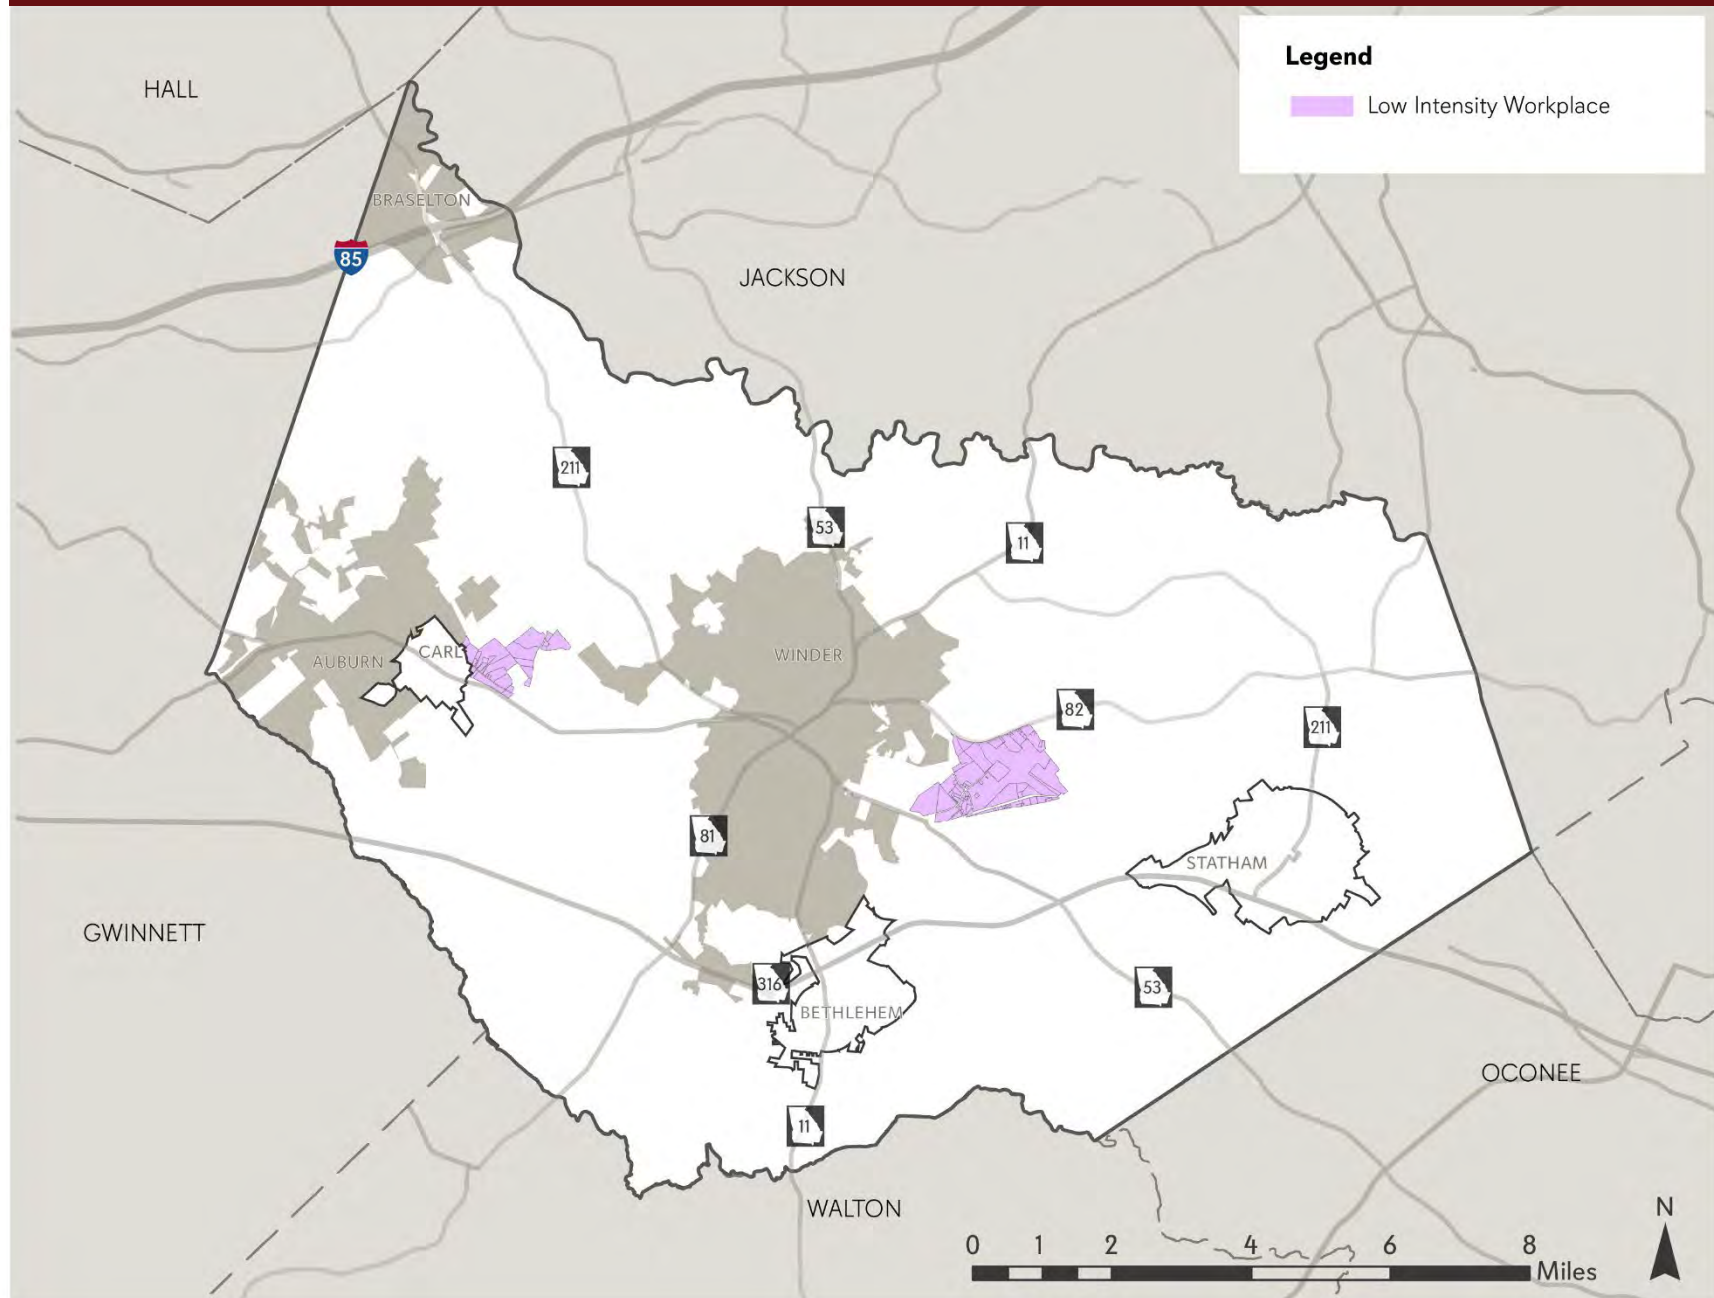 Legend
Low Intensity Workplace
HALL
BRASELTON
85
JACKSON
211
53
11
CARL
AUBURN
WINDER
82
211
81
STATHAM
GWINNETT
316
53
BETHLEHEM
OCONEE
11
WALTON
N
0 1 2 4 6 8
Miles